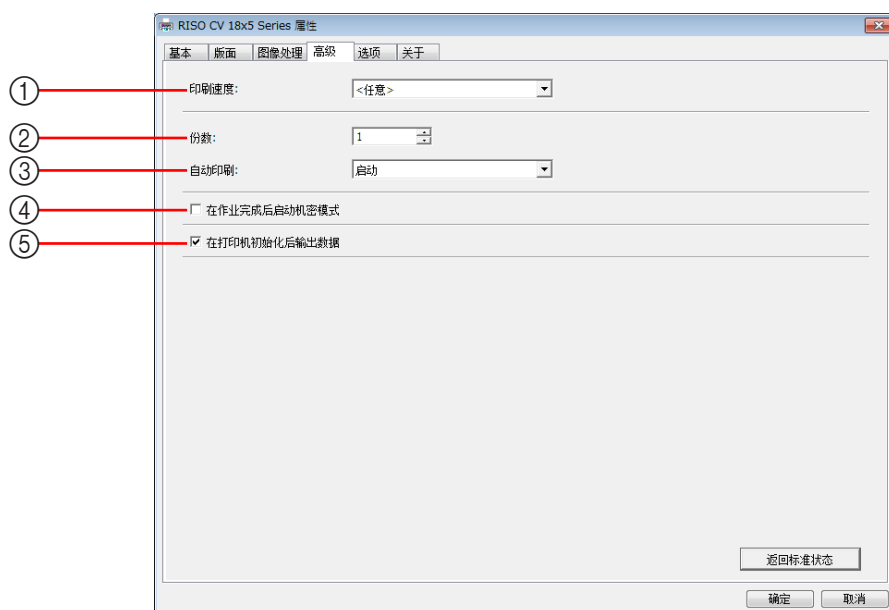 RISO CV 18x5 Series 属性
基本 版面 图像处理 高级 选项 关于
① 印刷速度: <任意>
② 份数: 1
③ 自动印刷: 启动
④ 在作业完成后启动机密模式
⑤ 在打印机初始化后输出数据
返回标准状态
确定 取消